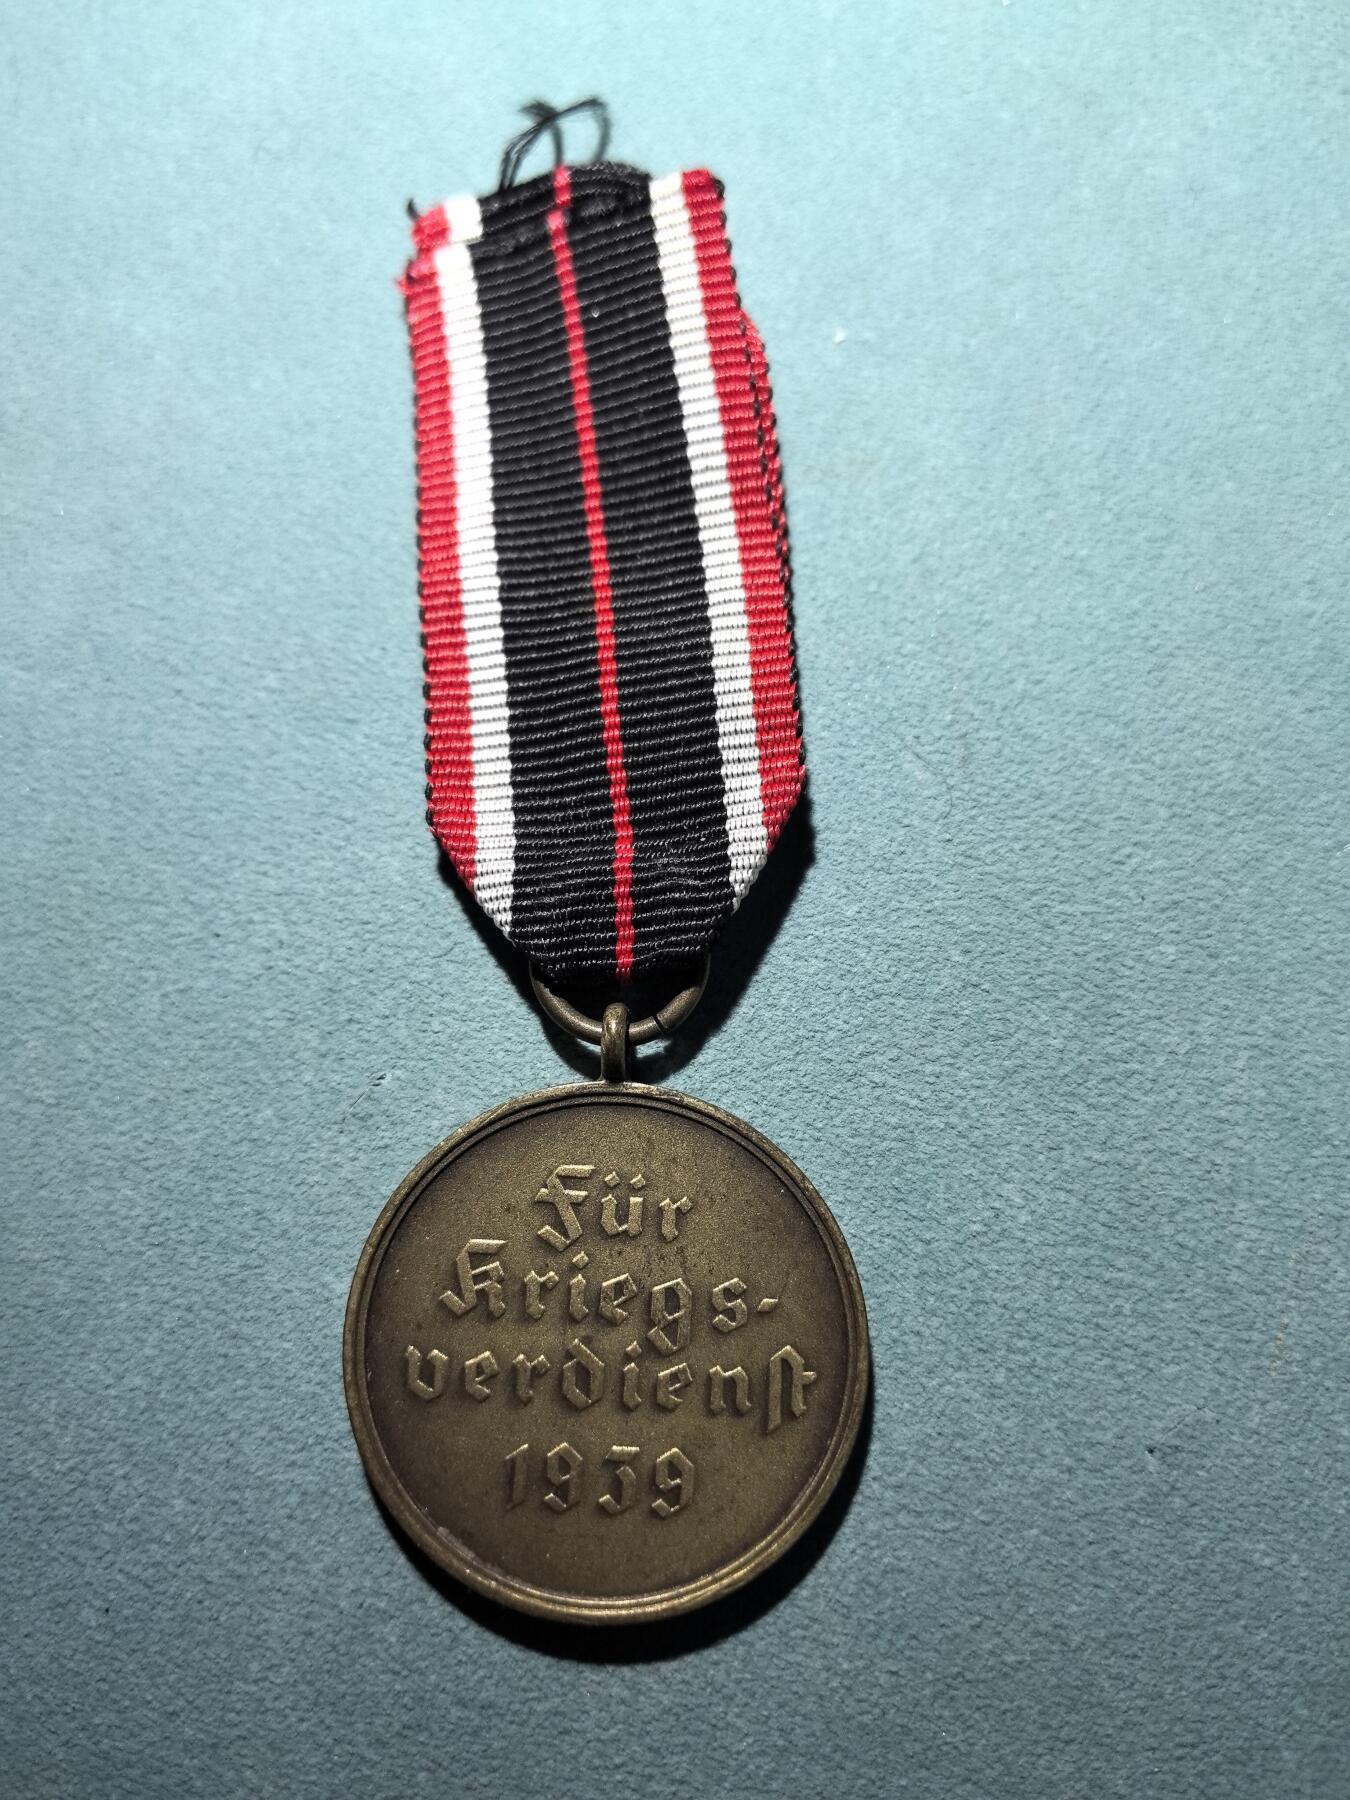 Für
Kriegs-
verdienst
1939